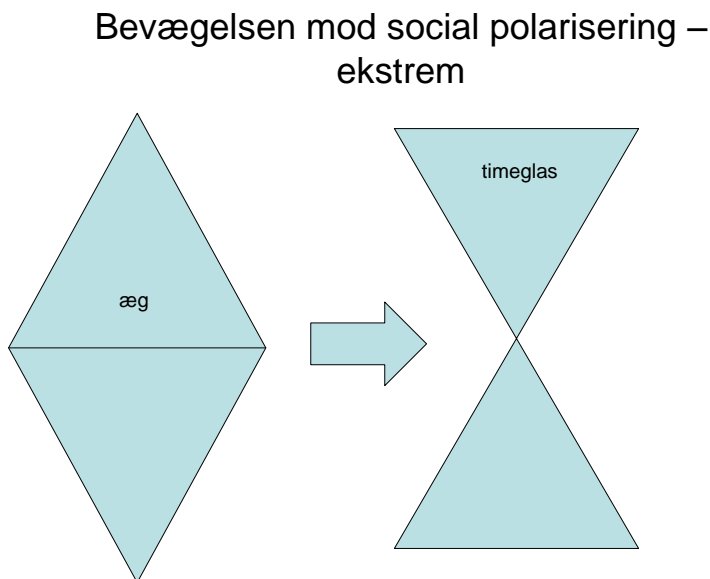 Bevægelsen mod social polarisering –
ekstrem
timeglas
æg